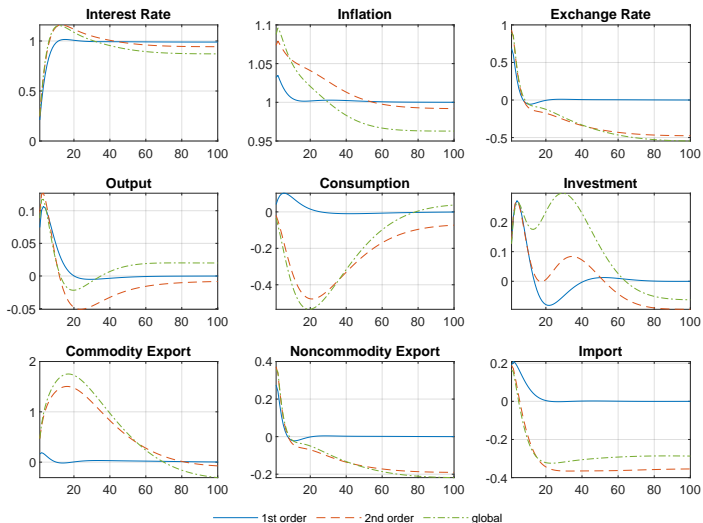 Interest Rate
Inflation
Exchange Rate
1
0.5
0
20 40 60 80 100
1.1
1.05
1
0.95
20 40 60 80 100
1
0.5
0
-0.5
20 40 60 80 100
Output
Consumption
Investment
0.1
0.05
0
-0.05
20 40 60 80 100
0
-0.2
-0.4
20 40 60 80 100
0.2
0.1
0
20 40 60 80 100
Commodity Export
Noncommodity Export
Import
2
1
0
20 40 60 80 100
0.4
0.2
0
-0.2
20 40 60 80 100
0.2
0
-0.2
-0.4
20 40 60 80 100
1st order 2nd order global